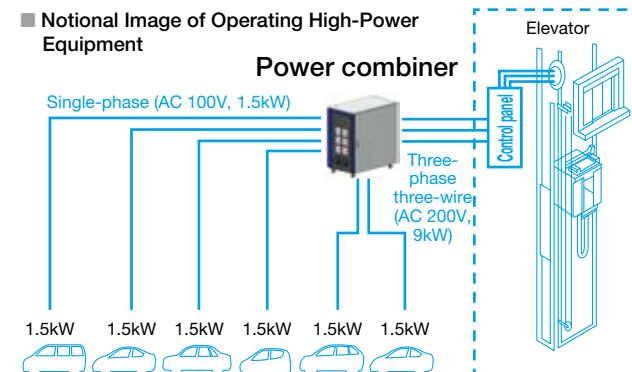 ■ Notional Image of Operating High-Power
Equipment
Elevator
Power combiner
Single-phase (AC 100V, 1.5kW)
Control panel
Three-
phase
three-wire
(AC 200V,
9kW)
1.5kW 1.5kW 1.5kW 1.5kW 1.5kW 1.5kW